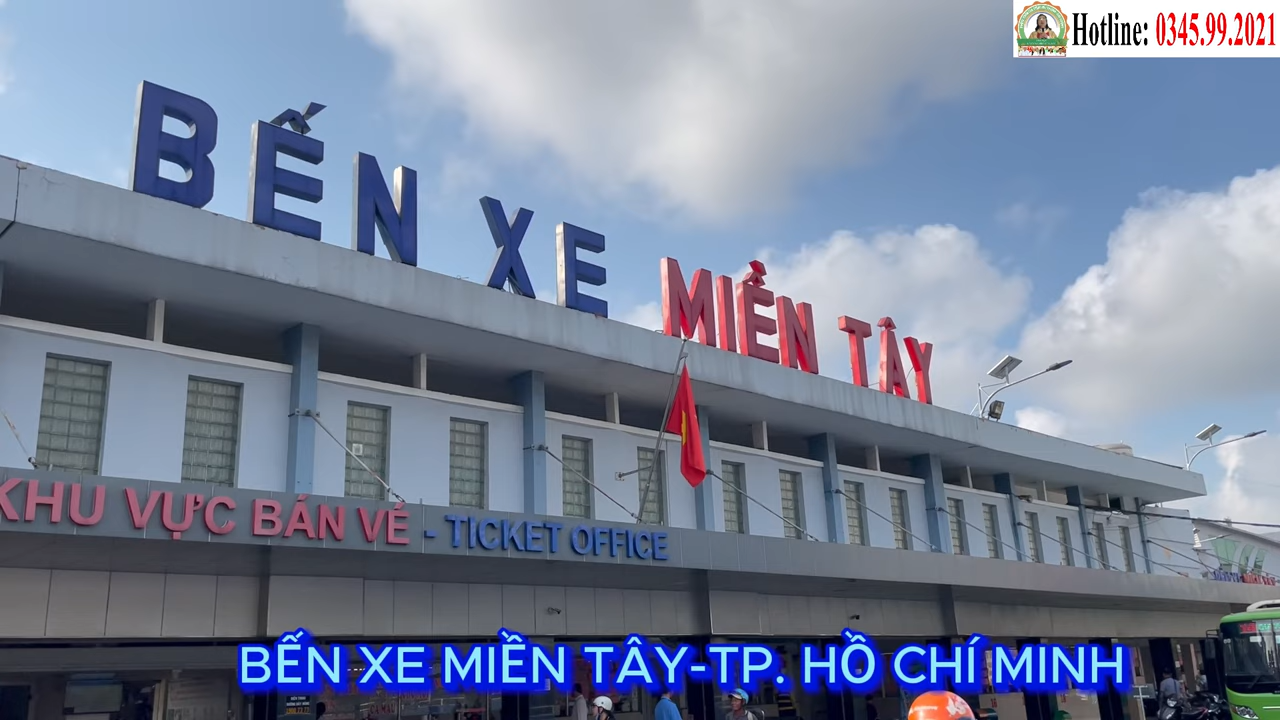 Hotline: 0345.99.2021
BẾN XE MIỀN TÂY
KHU VỰC BÁN VÉ - TICKET OFFICE
BẾN XE MIỀN TÂY-TP. HỒ CHÍ MINH